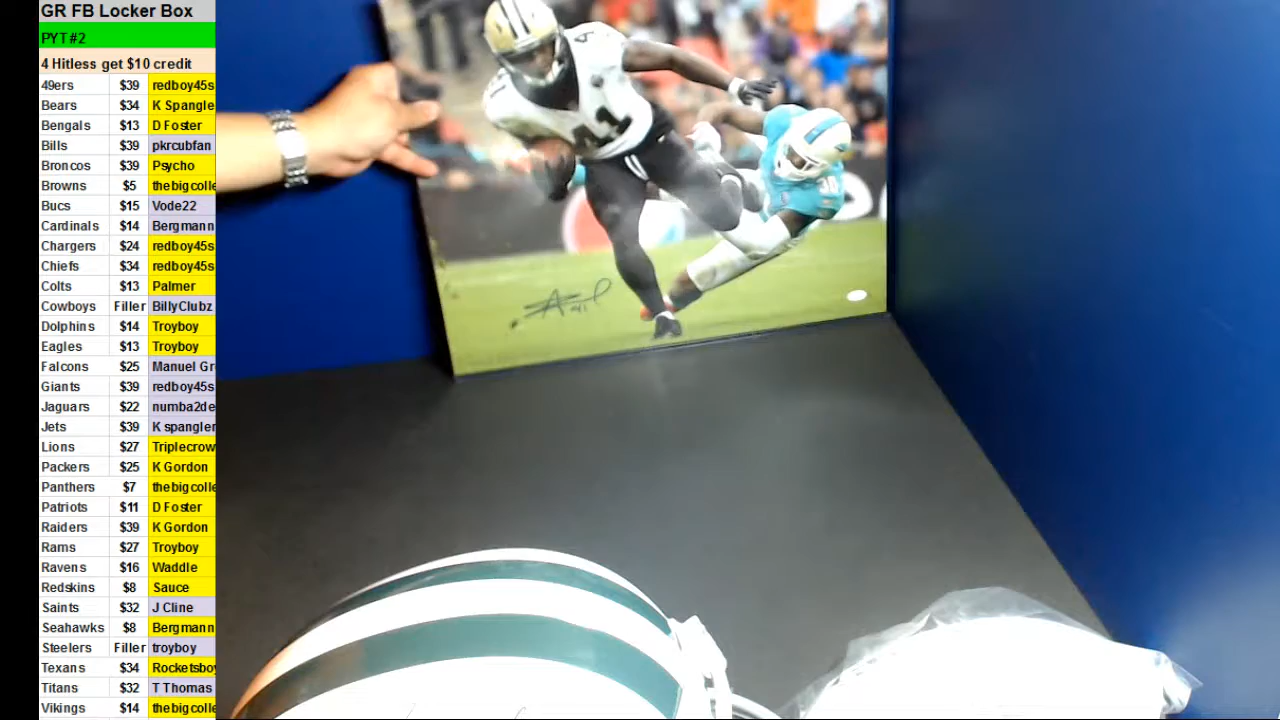 GR FB Locker Box
PYT #2
4 Hitless get $10 credit
49ers $39 redboy45s
Bears $34 K Spangle
Bengals $13 D Foster
Bills $39 pkrcubfan
Broncos $39 Psycho
Browns $5 thebigcolle
Bucs $15 Vode22
Cardinals $14 Bergmann
Chargers $24 redboy45s
Chiefs $34 redboy45s
Colts $13 Palmer
Cowboys Filler BillyClubz
Dolphins $14 Troyboy
Eagles $13 Troyboy
Falcons $25 Manuel Gr
Giants $39 redboy45s
Jaguars $22 numba2de
Jets $39 K spangler
Lions $27 Triplecrow
Packers $25 K Gordon
Panthers $7 thebigcolle
Patriots $11 D Foster
Raiders $39 K Gordon
Rams $27 Troyboy
Ravens $16 Waddle
Redskins $8 Sauce
Saints $32 J Cline
Seahawks $8 Bergmann
Steelers Filler troyboy
Texans $34 Rocketsboy
Titans $32 T Thomas
Vikings $14 thebigcolle
41
41